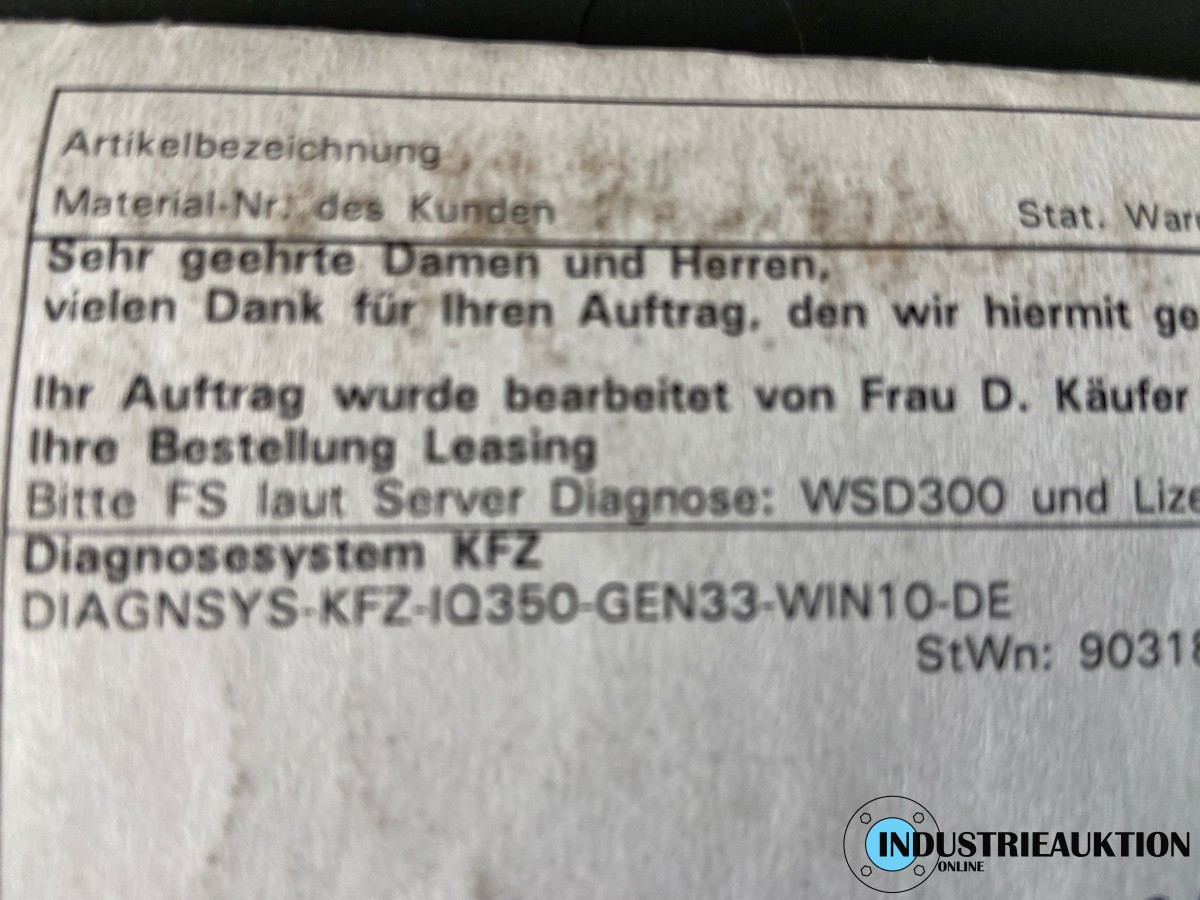 Artikelbezeichnung
Material-Nr. des Kunden Stat. War
Sehr geehrte Damen und Herren,
vielen Dank für Ihren Auftrag, den wir hiermit ge
Ihr Auftrag wurde bearbeitet von Frau D. Käufer
Ihre Bestellung Leasing
Bitte FS laut Server Diagnose: WSD300 und Lize
Diagnosesystem KFZ
DIAGNSYS-KFZ-IQ350-GEN33-WIN10-DE
StWn: 90318
INDUSTRIEAUKTION
ONLINE